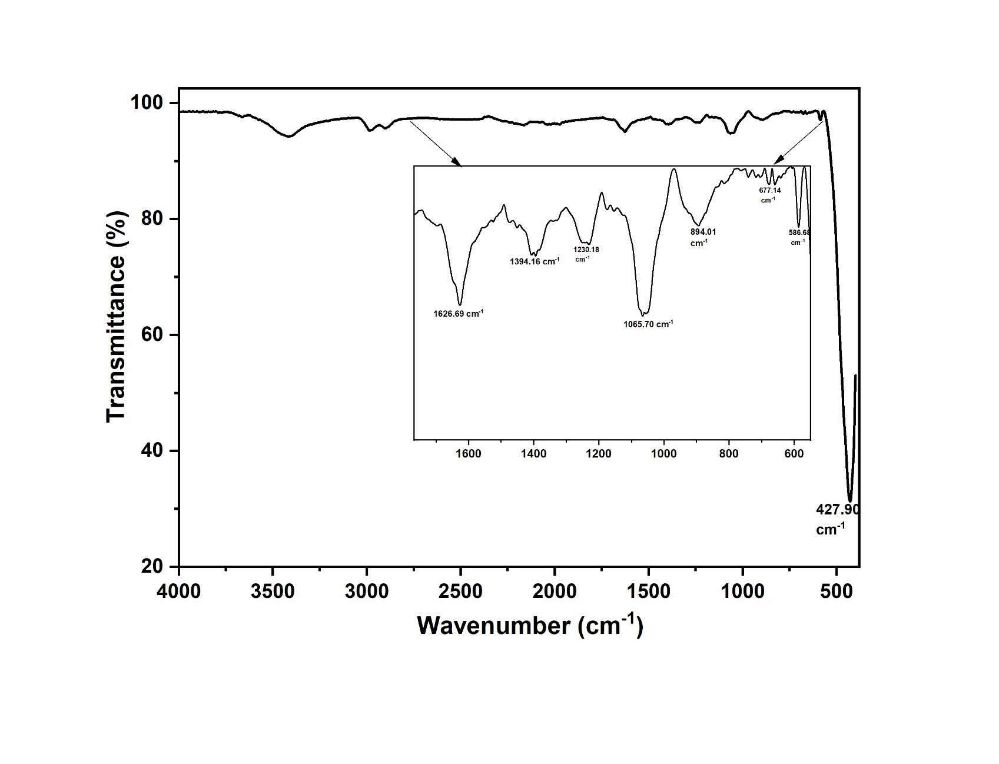 100
80
60
40
20
Transmittance (%)
1626.69 cm-1
1394.16 cm-1
1230.18
cm-1
1065.70 cm-1
894.01
cm-1
677.14
cm-1
586.68
cm-1
1600 1400 1200 1000 800 600
427.90
cm-1
4000 3500 3000 2500 2000 1500 1000 500
Wavenumber (cm-1)